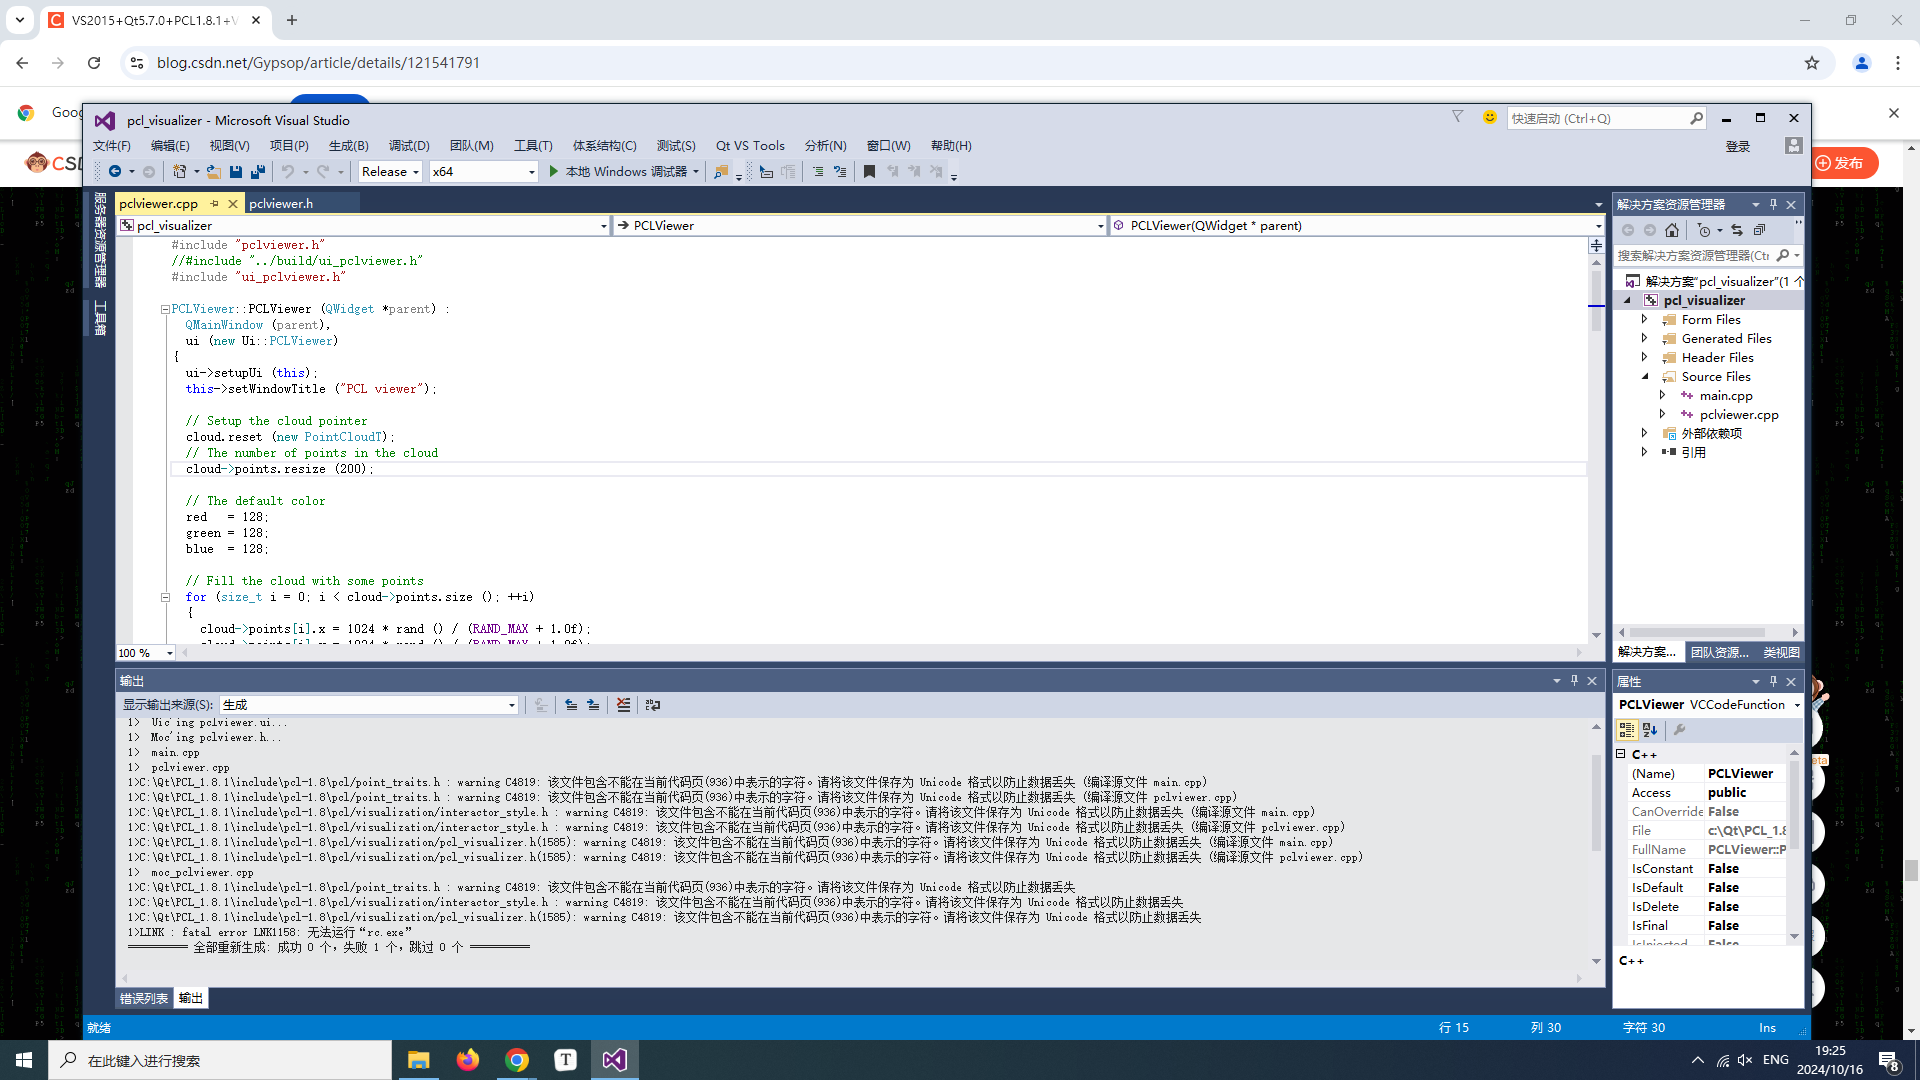 VS2015+Qt5.7.0+PCL1.8.1+V
blog.csdn.net/Gypsop/article/details/121541791
Goog
CSD
发布
pcl_visualizer - Microsoft Visual Studio
快速启动 (Ctrl+Q)
文件(F) 编辑(E) 视图(V) 项目(P) 生成(B) 调试(D) 团队(M) 工具(T) 体系结构(C) 测试(S) Qt VS Tools 分析(N) 窗口(W) 帮助(H) 登录
Release x64 本地 Windows 调试器
服务器资源管理器
工具箱
pclviewer.cpp pclviewer.h
pcl_visualizer PCLViewer PCLViewer(QWidget * parent)
#include "pclviewer.h"
//#include "../build/ui_pclviewer.h"
#include "ui_pclviewer.h"
PCLViewer::PCLViewer (QWidget *parent) :
QMainWindow (parent),
ui (new Ui::PCLViewer)
{
ui->setupUi (this);
this->setWindowTitle ("PCL viewer");
// Setup the cloud pointer
cloud.reset (new PointCloudT);
// The number of points in the cloud
cloud->points.resize (200);
// The default color
red = 128;
green = 128;
blue = 128;
// Fill the cloud with some points
for (size_t i = 0; i < cloud->points.size (); ++i)
{
cloud->points[i].x = 1024 * rand () / (RAND_MAX + 1.0f);
100 %
输出
显示输出来源(S): 生成
1> Uic'ing pclviewer.ui...
1> Moc'ing pclviewer.h...
1> main.cpp
1> pclviewer.cpp
1>C:\Qt\PCL_1.8.1\include\pcl-1.8\pcl/point_traits.h : warning C4819: 该文件包含不能在当前代码页(936)中表示的字符。请将该文件保存为 Unicode 格式以防止数据丢失 (编译源文件 main.cpp)
1>C:\Qt\PCL_1.8.1\include\pcl-1.8\pcl/point_traits.h : warning C4819: 该文件包含不能在当前代码页(936)中表示的字符。请将该文件保存为 Unicode 格式以防止数据丢失 (编译源文件 pclviewer.cpp)
1>C:\Qt\PCL_1.8.1\include\pcl-1.8\pcl/visualization/interactor_style.h : warning C4819: 该文件包含不能在当前代码页(936)中表示的字符。请将该文件保存为 Unicode 格式以防止数据丢失 (编译源文件 main.cpp)
1>C:\Qt\PCL_1.8.1\include\pcl-1.8\pcl/visualization/interactor_style.h : warning C4819: 该文件包含不能在当前代码页(936)中表示的字符。请将该文件保存为 Unicode 格式以防止数据丢失 (编译源文件 pclviewer.cpp)
1>C:\Qt\PCL_1.8.1\include\pcl-1.8\pcl/visualization/pcl_visualizer.h(1585): warning C4819: 该文件包含不能在当前代码页(936)中表示的字符。请将该文件保存为 Unicode 格式以防止数据丢失 (编译源文件 main.cpp)
1>C:\Qt\PCL_1.8.1\include\pcl-1.8\pcl/visualization/pcl_visualizer.h(1585): warning C4819: 该文件包含不能在当前代码页(936)中表示的字符。请将该文件保存为 Unicode 格式以防止数据丢失 (编译源文件 pclviewer.cpp)
1> moc_pclviewer.cpp
1>C:\Qt\PCL_1.8.1\include\pcl-1.8\pcl/point_traits.h : warning C4819: 该文件包含不能在当前代码页(936)中表示的字符。请将该文件保存为 Unicode 格式以防止数据丢失
1>C:\Qt\PCL_1.8.1\include\pcl-1.8\pcl/visualization/interactor_style.h : warning C4819: 该文件包含不能在当前代码页(936)中表示的字符。请将该文件保存为 Unicode 格式以防止数据丢失
1>C:\Qt\PCL_1.8.1\include\pcl-1.8\pcl/visualization/pcl_visualizer.h(1585): warning C4819: 该文件包含不能在当前代码页(936)中表示的字符。请将该文件保存为 Unicode 格式以防止数据丢失
1>LINK : fatal error LNK1158: 无法运行“rc.exe”
========== 全部重新生成: 成功 0 个，失败 1 个，跳过 0 个 ==========
错误列表 输出
解决方案资源管理器
搜索解决方案资源管理器(Ctr
解决方案"pcl_visualizer"(1 个
pcl_visualizer
Form Files
Generated Files
Header Files
Source Files
main.cpp
pclviewer.cpp
外部依赖项
引用
解决方案... 团队资源... 类视图
属性
PCLViewer VCCodeFunction
C++
(Name) PCLViewer
Access public
CanOverride False
File c:\Qt\PCL_1.8
FullName PCLViewer::P
IsConstant False
IsDefault False
IsDelete False
IsFinal False
IsInjected False
C++
eta
就绪 行 15 列 30 字符 30 Ins
在此键入进行搜索
T
ENG
19:25
2024/10/16
8